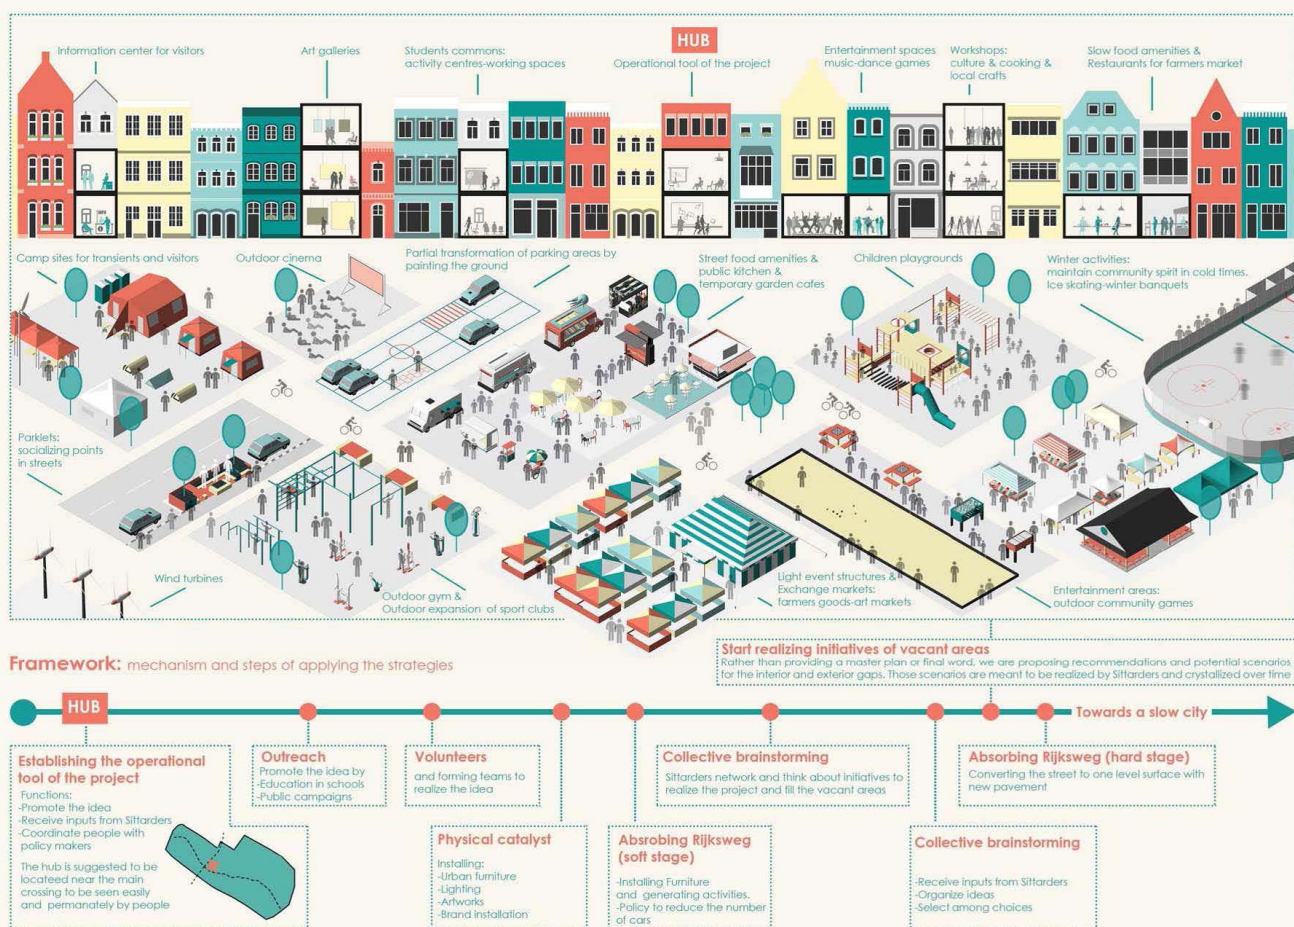 HUB
Information center for visitors
Art galleries
Students commons:
activity centres-working spaces
Operational tool of the project
Entertainment spaces
music-dance games
Workshops:
culture & cooking &
local crafts
Slow food amenities &
Restaurants for farmers market
Camp sites for transients and visitors
Outdoor cinema
Partial transformation of parking areas by
painting the ground
Street food amenities &
public kitchen &
temporary garden cafes
Children playgrounds
Winter activities:
maintain community spirit in cold times.
Ice skating-winter banquets
Parklets:
socializing points
in streets
Wind turbines
Outdoor gym &
Outdoor expansion of sport clubs
Light event structures &
Exchange markets:
farmers goods-art markets
Entertainment areas:
outdoor community games
Framework: mechanism and steps of applying the strategies
Start realizing initiatives of vacant areas
Rather than providing a master plan or final word, we are proposing recommendations and potential scenarios
for the interior and exterior gaps. Those scenarios are meant to be realized by Sittarders and crystallized over time
HUB
Towards a slow city
Establishing the operational
tool of the project
Functions:
-Promote the idea
-Receive inputs from Sittarders
-Coordinate people with
policy makers
The hub is suggested to be
locateed near the main
crossing to be seen easily
and permanately by people
Outreach
Promote the idea by
-Education in schools
-Public campaigns
Volunteers
and forming teams to
realize the idea
Physical catalyst
Installing:
-Urban furniture
-Lighting
-Artworks
-Brand installation
Absrobing Rijksweg
(soft stage)
-Installing Furniture
and generating activities.
-Policy to reduce the number
of cars
Collective brainstorming
Sittarders network and think about initiatives to
realize the project and fill the vacant areas
Collective brainstorming
-Receive inputs from Sittarders
-Organize ideas
-Select among choices
Absorbing Rijksweg (hard stage)
Converting the street to one level surface with
new pavement